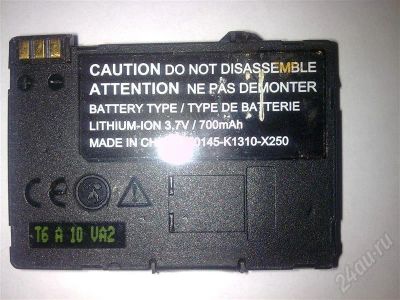 CAUTION DO NOT DISASSEMBLE
ATTENTION NE PAS DEMONTER
BATTERY TYPE / TYPE DE BATTERIE
LITHIUM-ION 3,7V / 700mAh
MADE IN 0145-K1310-X250
CE
T6 A 10 VA2
24au.ru